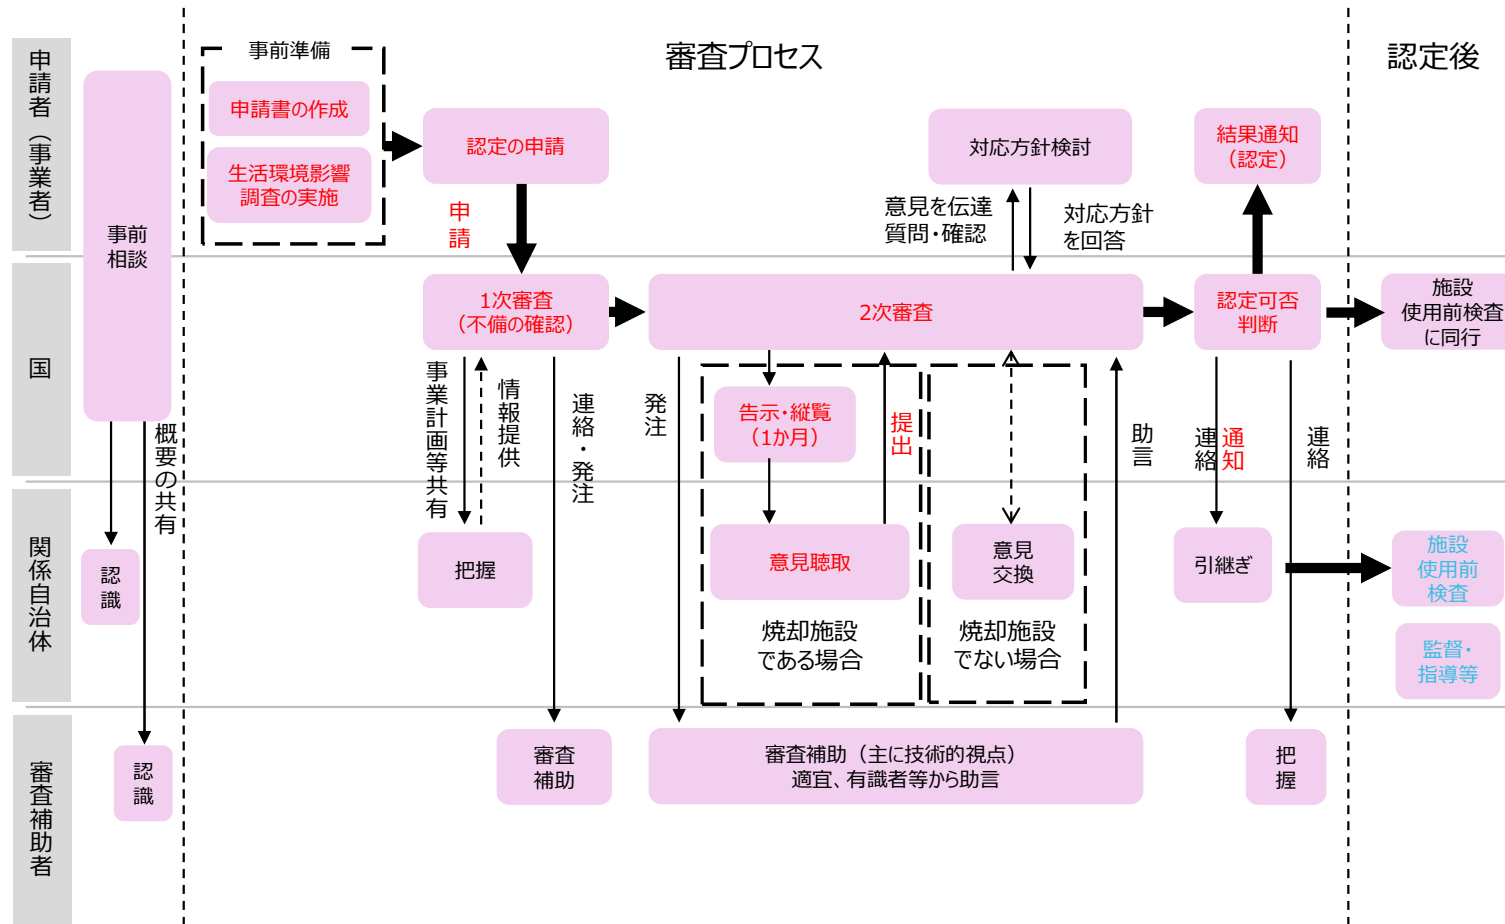 審査プロセス
認定後
申請者（事業者）
国
関係自治体
審査補助者
事前
相談
概要の共有
認識
認識
事前準備
申請書の作成
生活環境影響
調査の実施
認定の申請
申請
1次審査
（不備の確認）
事業計画等共有
情報提供
連絡・発注
把握
審査
補助
対応方針検討
意見を伝達
質問・確認
対応方針
を回答
2次審査
発注
告示・縦覧
（1か月）
提出
意見聴取
焼却施設
である場合
意見
交換
焼却施設
でない場合
助言
審査補助（主に技術的視点）
適宜、有識者等から助言
結果通知
（認定）
認定可否
判断
連絡
通知
連絡
引継ぎ
把握
施設
使用前検査
に同行
施設
使用前
検査
監督・
指導等